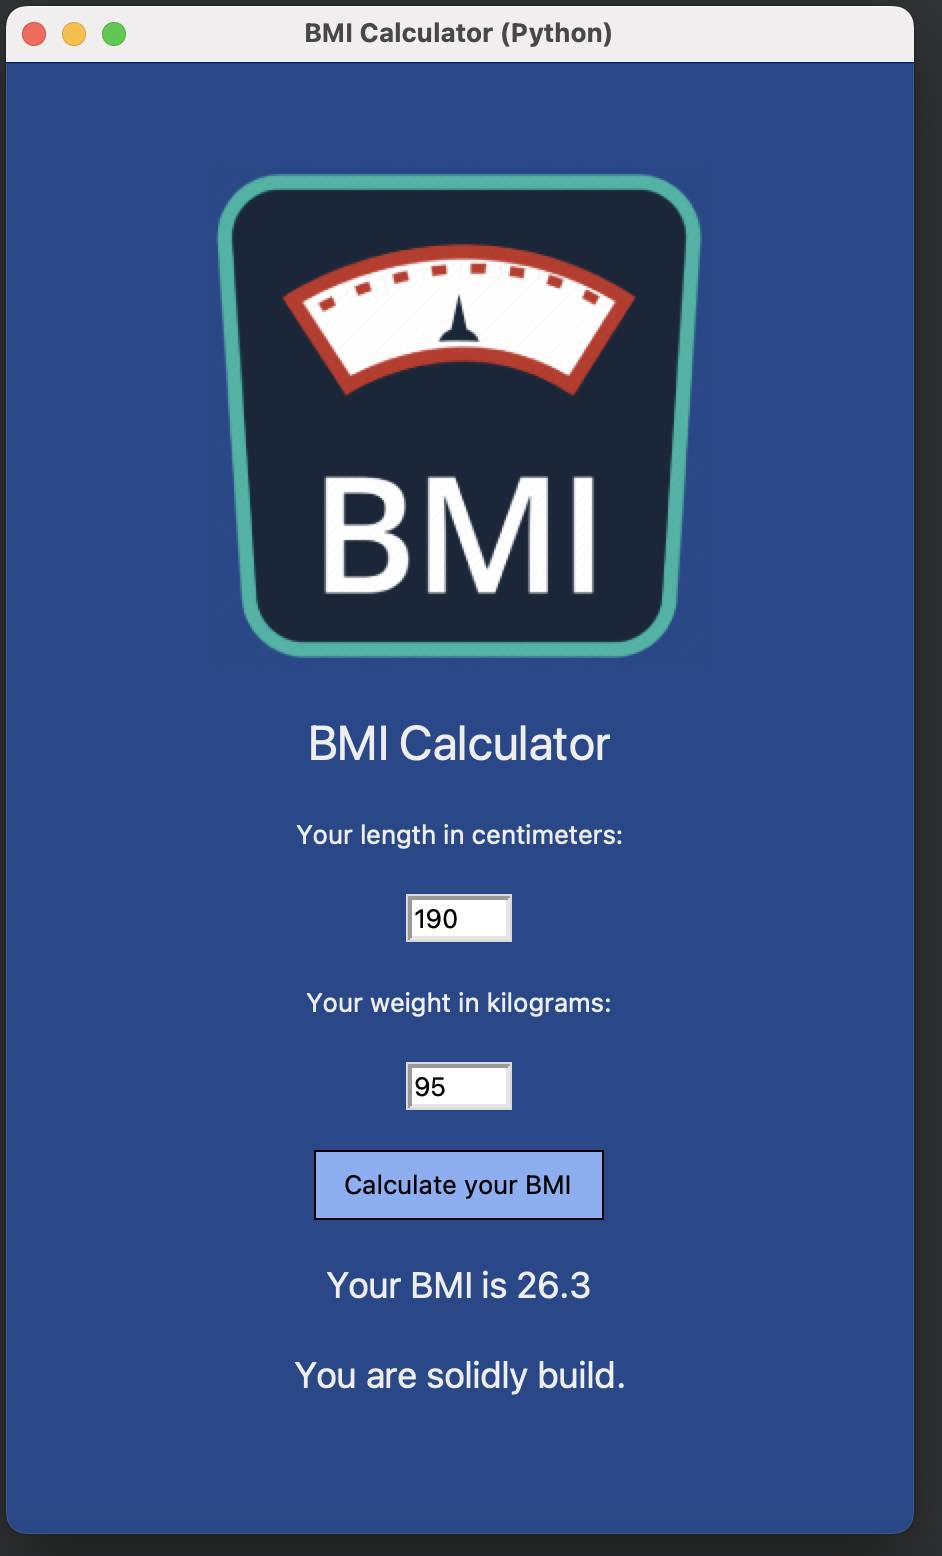 BMI Calculator (Python)
BMI
BMI Calculator
Your length in centimeters:
190
Your weight in kilograms:
95
Calculate your BMI
Your BMI is 26.3
You are solidly build.